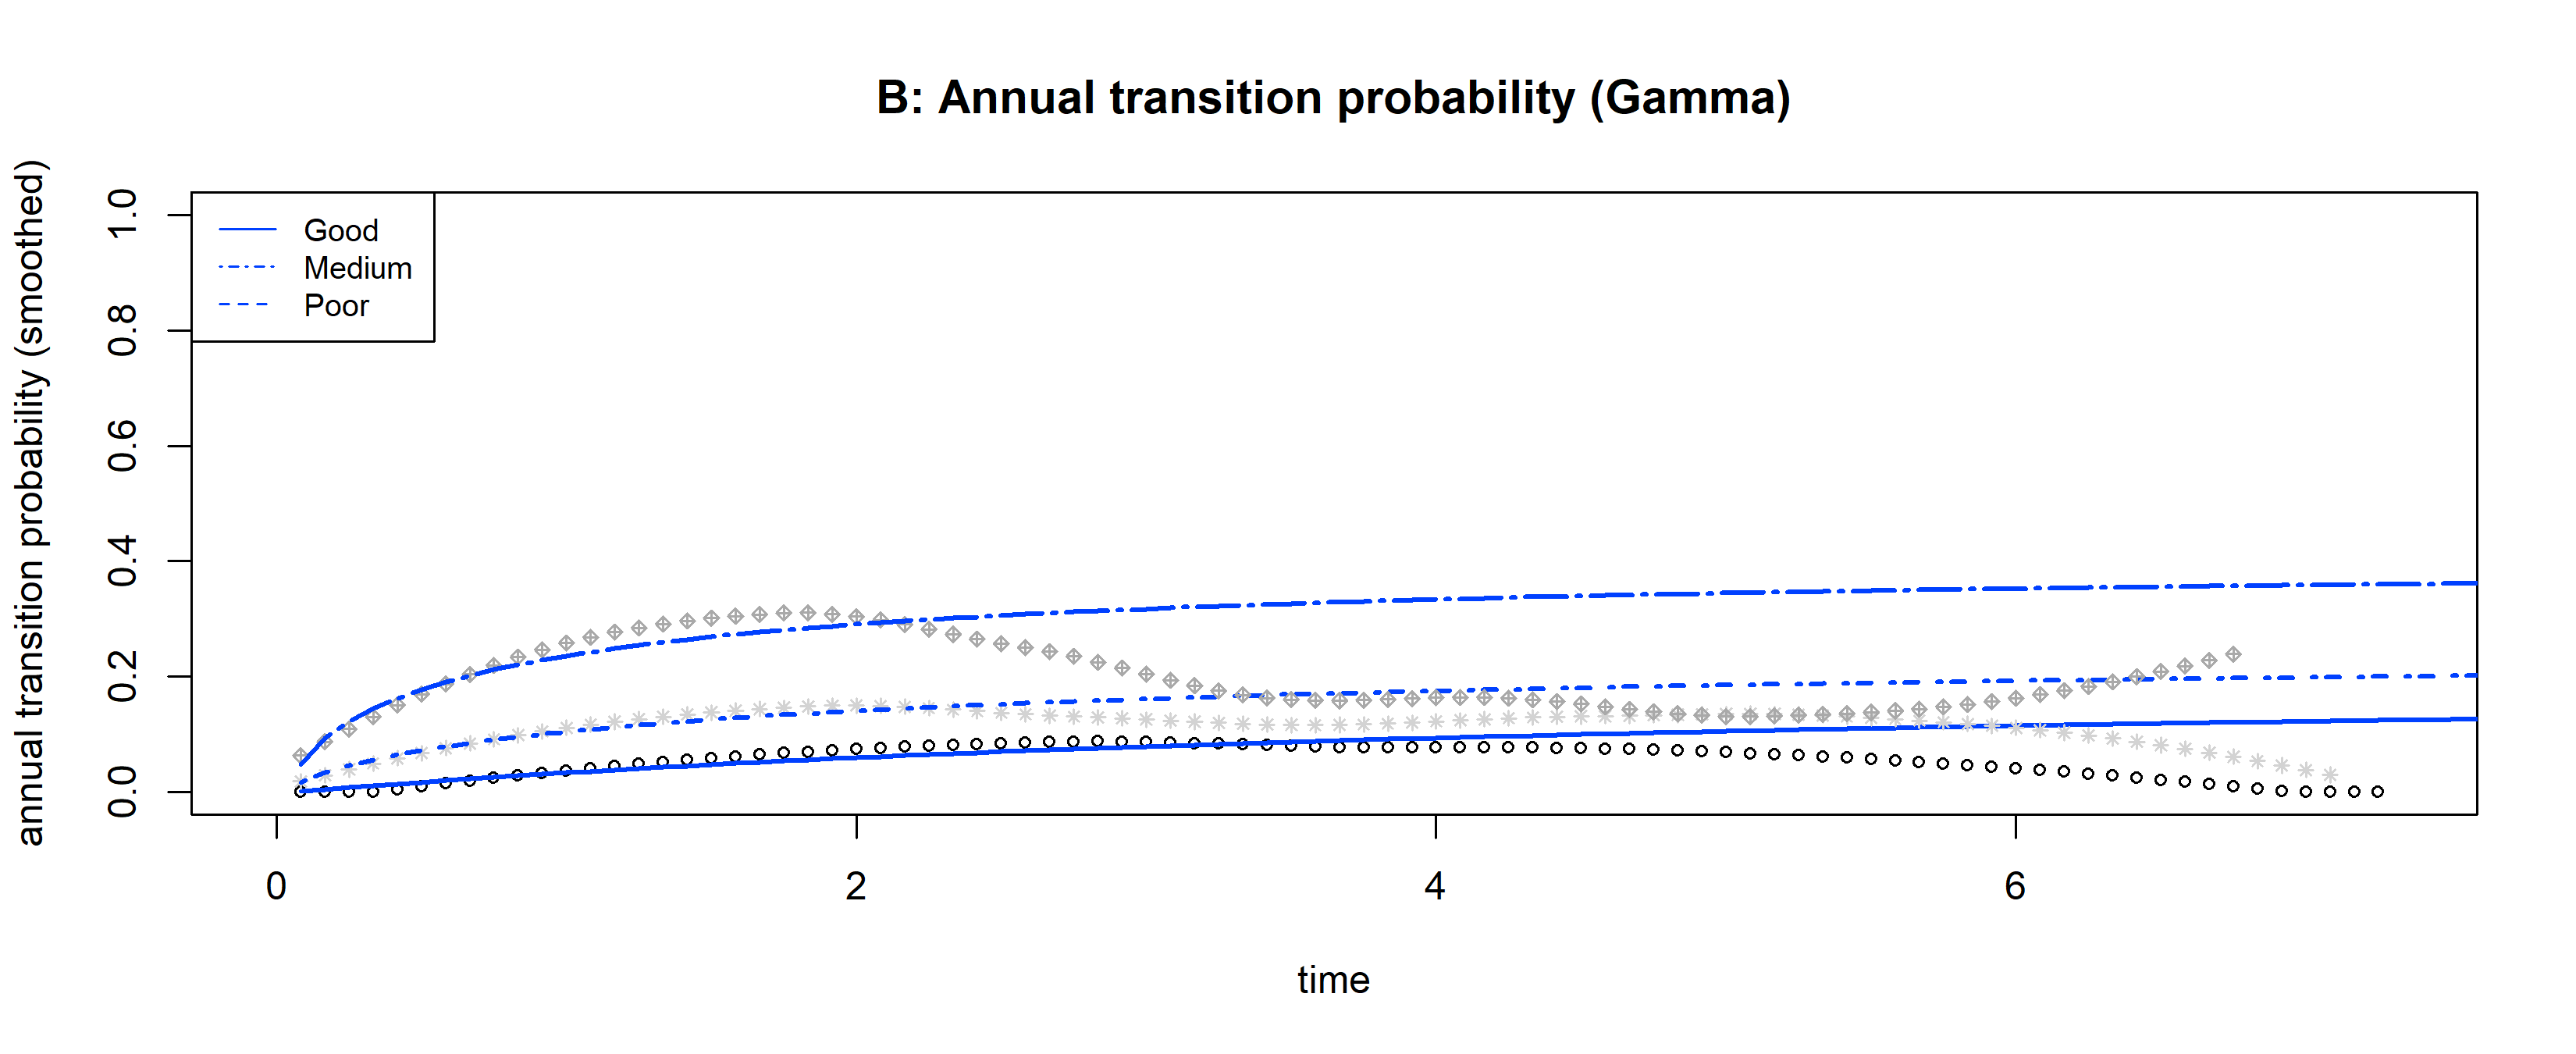 B: Annual transition probability (Gamma)
annual transition probability (smoothed)
1.0
0.8
0.6
0.4
0.2
0.0
Good
Medium
Poor
0 2 4 6
time